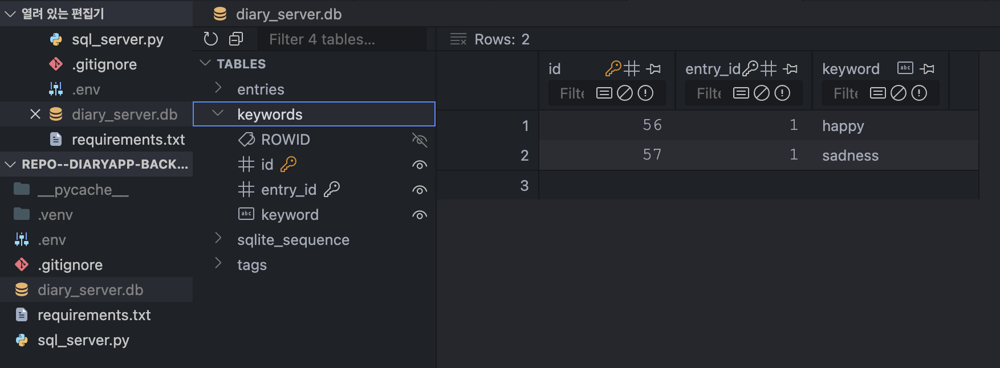 열려 있는 편집기
sql_server.py
.gitignore
.env
diary_server.db
requirements.txt
REPO--DIARYAPP-BACK...
__pycache__
.venv
.env
.gitignore
diary_server.db
requirements.txt
sql_server.py
diary_server.db
Filter 4 tables...
TABLES
entries
keywords
ROWID
id
entry_id
abc keyword
sqlite_sequence
tags
Rows: 2
id entry_id keyword abc
Filte Filte Filte
1 56 1 happy
2 57 1 sadness
3